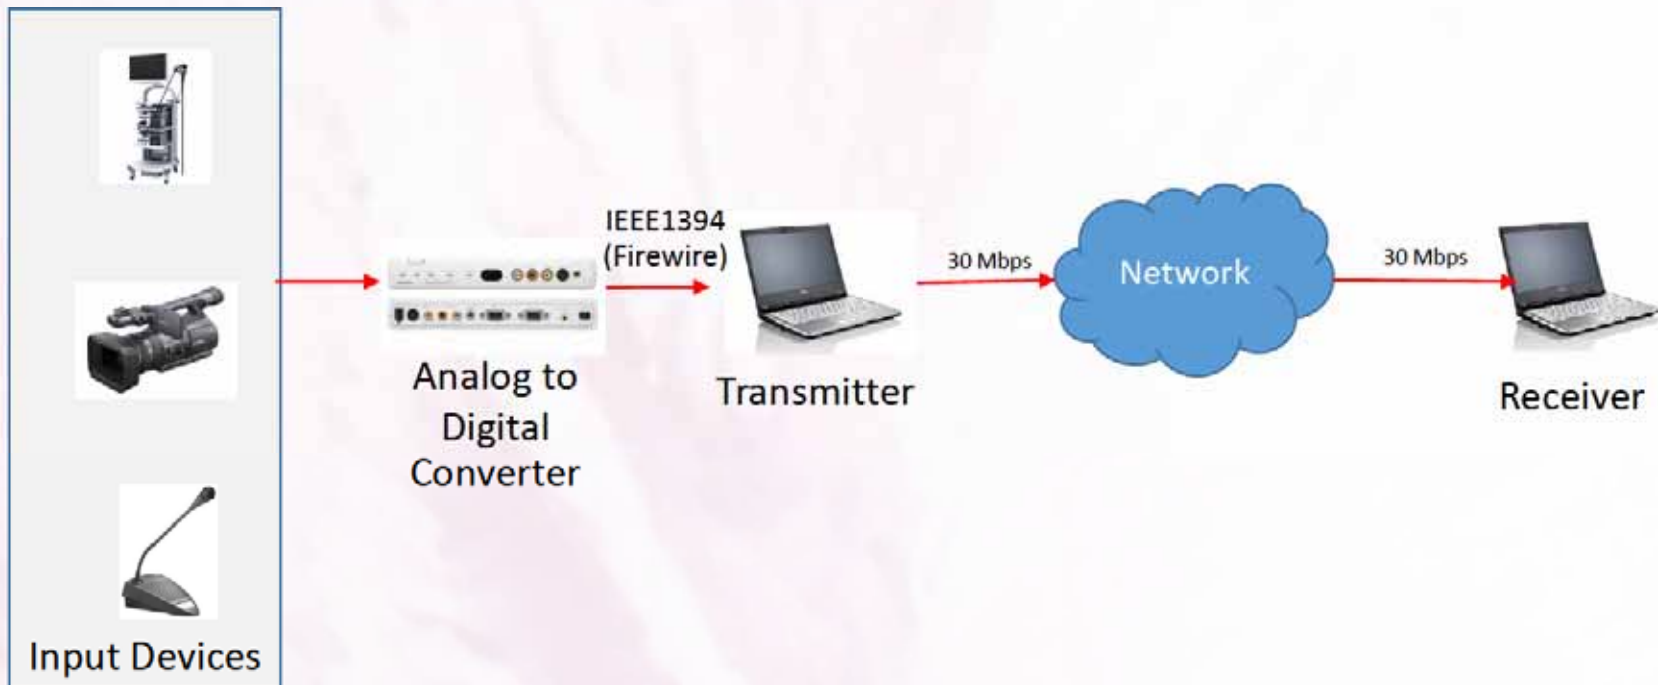 Input Devices
Analog to
Digital
Converter
IEEE1394
(Firewire)
Transmitter
30 Mbps
Network
30 Mbps
Receiver